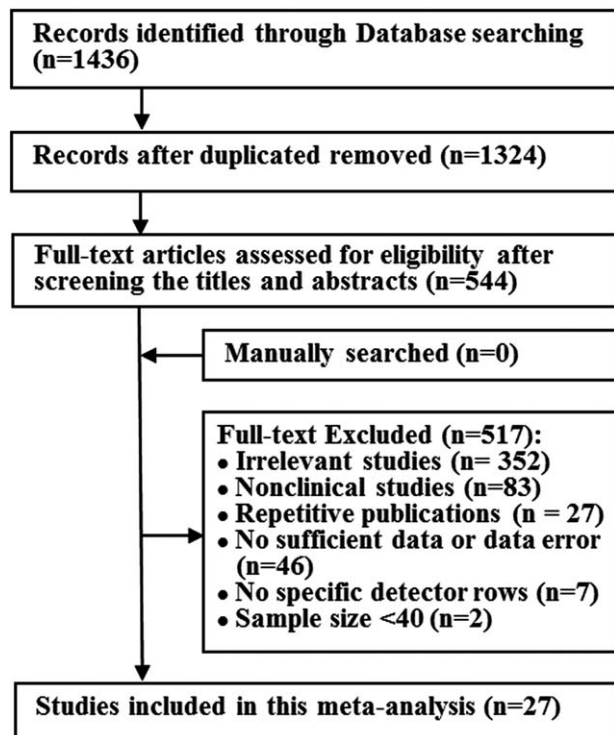 Records identified through Database searching
(n=1436)
Records after duplicated removed (n=1324)
Full-text articles assessed for eligibility after
screening the titles and abstracts (n=544)
Manually searched (n=0)
Full-text Excluded (n=517):
• Irrelevant studies (n= 352)
• Nonclinical studies (n=83)
• Repetitive publications (n = 27)
• No sufficient data or data error
(n=46)
• No specific detector rows (n=7)
• Sample size <40 (n=2)
Studies included in this meta-analysis (n=27)